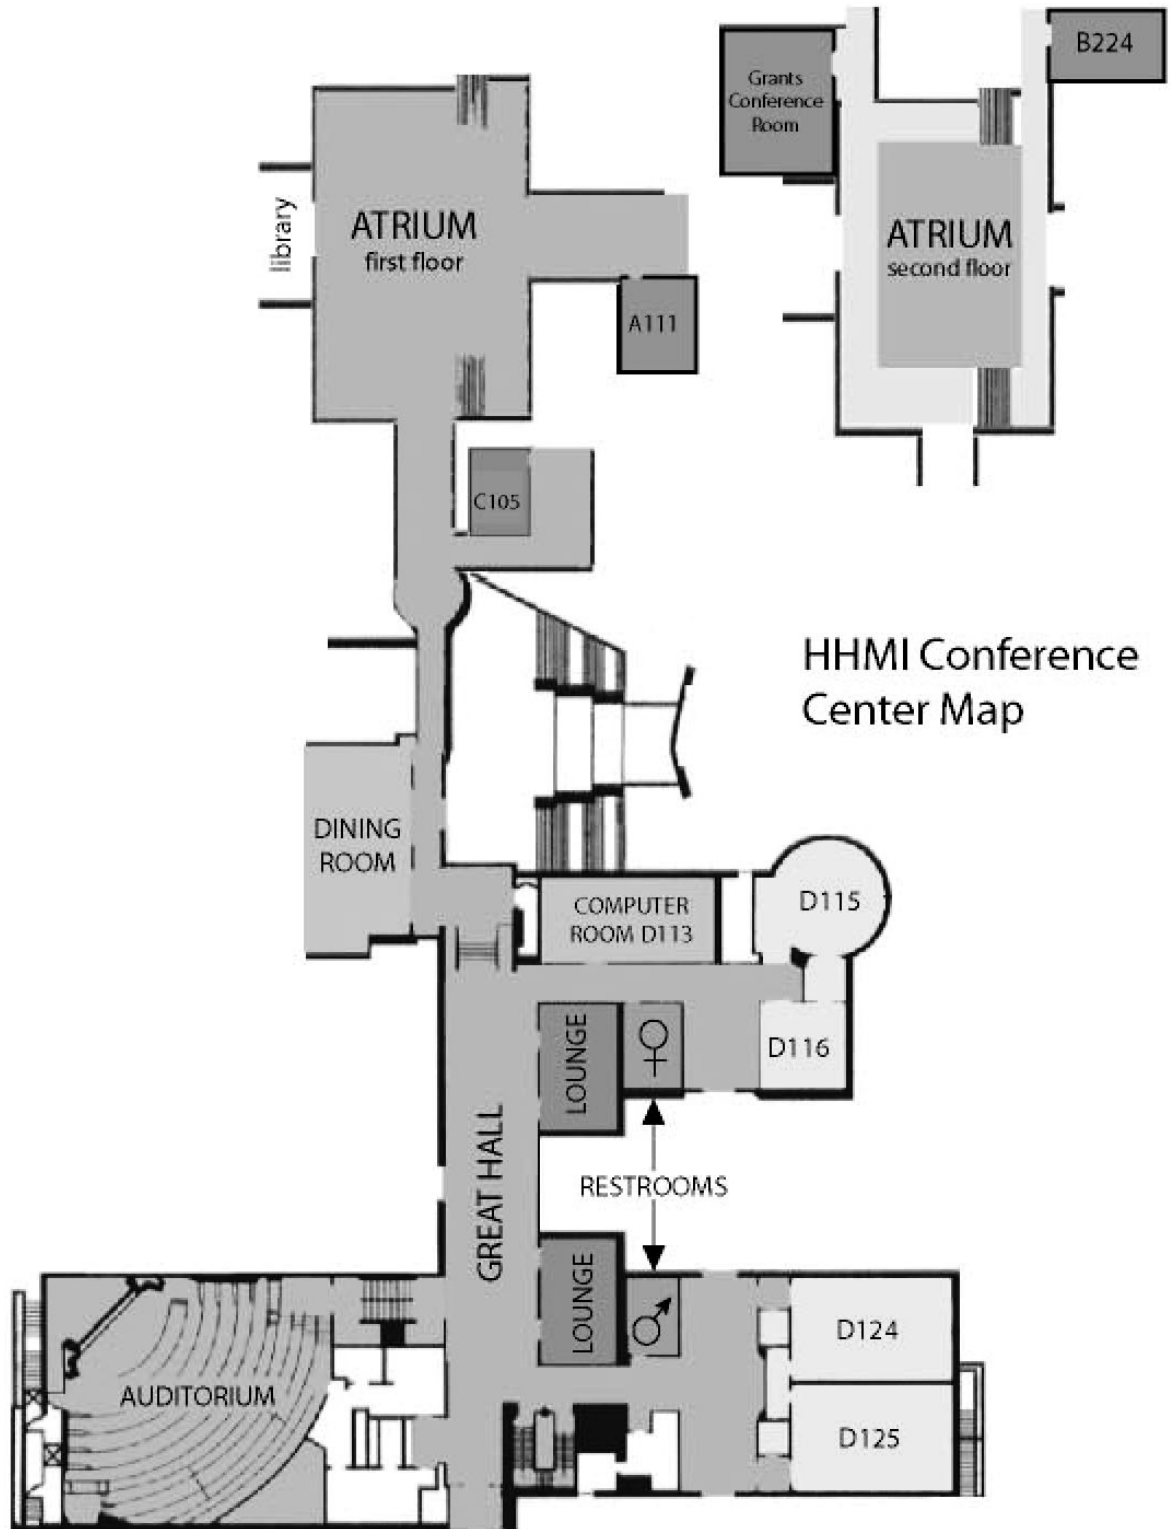 B224
Grants
Conference
Room
library
ATRIUM
first floor
ATRIUM
second floor
A111
C105
HHMI Conference
Center Map
DINING
ROOM
COMPUTER
ROOM D113
D115
LOUNGE
♀
D116
GREAT HALL
RESTROOMS
LOUNGE
♂
D124
AUDITORIUM
D125